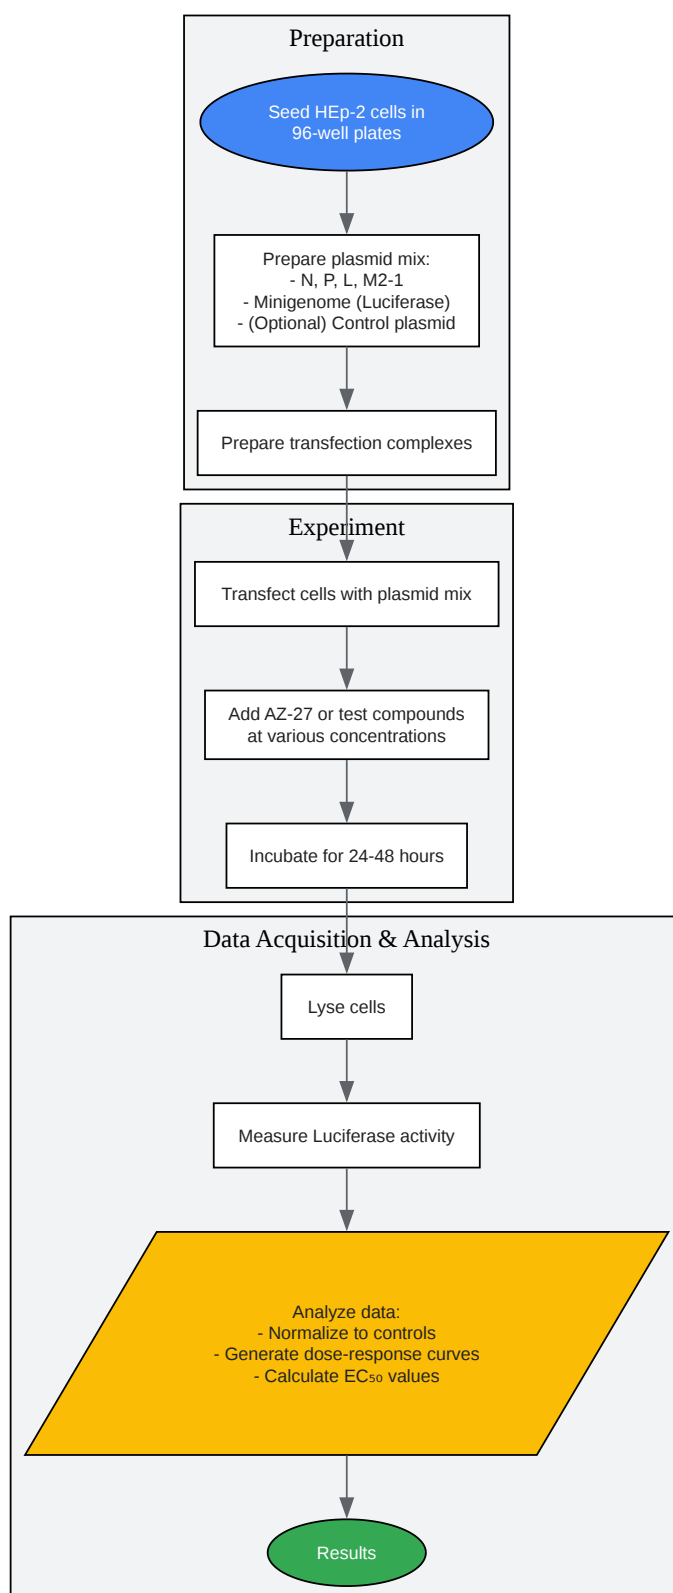 Preparation
Seed HEp-2 cells in
96-well plates
Prepare plasmid mix:
- N, P, L, M2-1
- Minigenome (Luciferase)
- (Optional) Control plasmid
Prepare transfection complexes
Experiment
Transfect cells with plasmid mix
Add AZ-27 or test compounds
at various concentrations
Incubate for 24-48 hours
Data Acquisition & Analysis
Lyse cells
Measure Luciferase activity
Analyze data:
- Normalize to controls
- Generate dose-response curves
- Calculate EC₅₀ values
Results